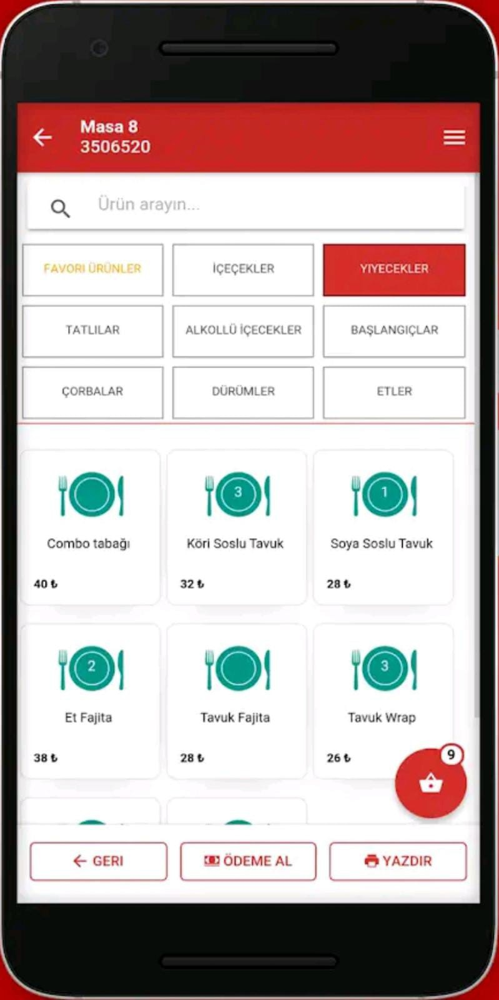 Masa 8
3506520
Ürün arayın...
FAVORI ÜRÜNLER
İÇEÇEKLER
YIYECEKLER
TATLILAR
ALKOLLÜ İÇECEKLER
BAŞLANGIÇLAR
ÇORBALAR
DÜRÜMLER
ETLER
3
1
Combo tabağı
Köri Soslu Tavuk
Soya Soslu Tavuk
40 ₺
32 ₺
28 ₺
2
3
Et Fajita
Tavuk Fajita
Tavuk Wrap
38 ₺
28 ₺
26 ₺
9
GERI
ÖDEME AL
YAZDIR